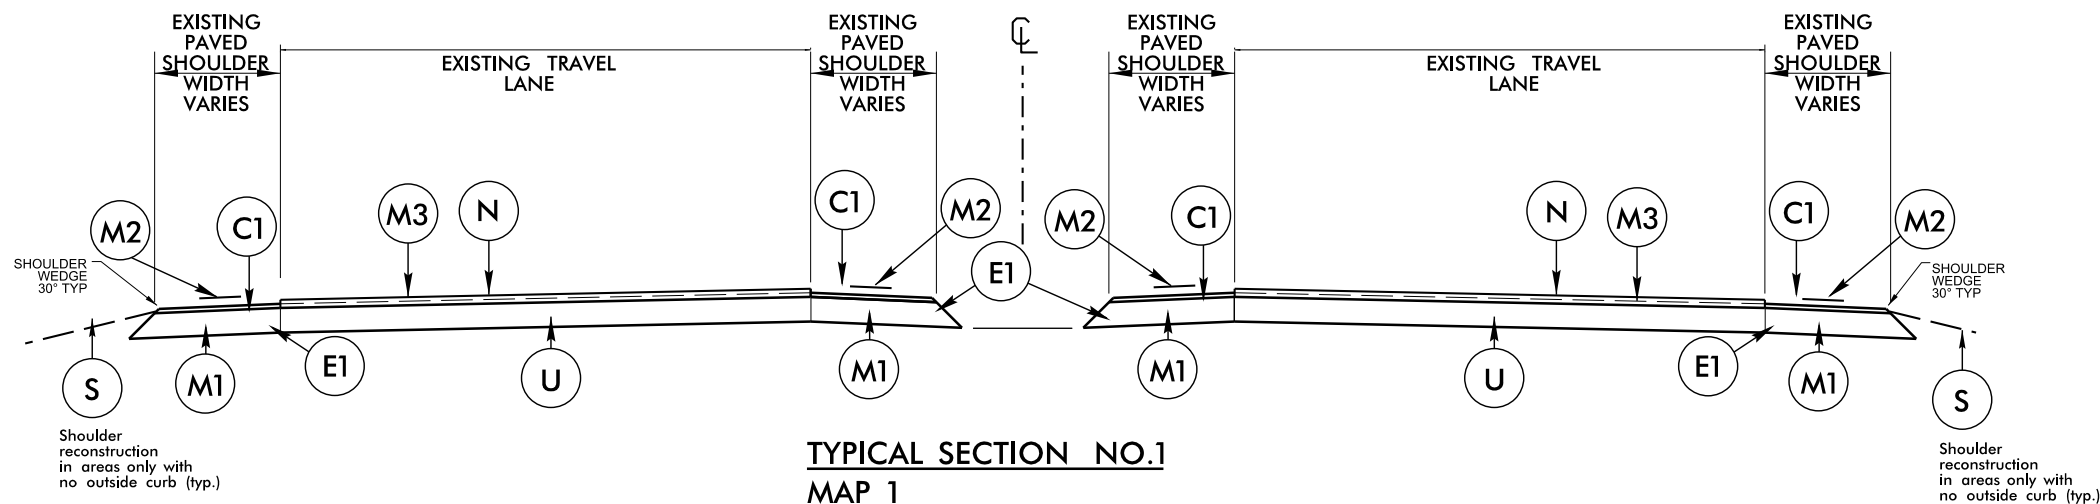 EXISTING
PAVED
SHOULDER
WIDTH
VARIES
EXISTING TRAVEL
LANE
EXISTING
PAVED
SHOULDER
WIDTH
VARIES
CL
EXISTING
PAVED
SHOULDER
WIDTH
VARIES
EXISTING TRAVEL
LANE
EXISTING
PAVED
SHOULDER
WIDTH
VARIES
M2
C1
M3
N
C1
M2
M2
C1
N
M3
C1
M2
SHOULDER
WEDGE
30° TYP
E1
SHOULDER
WEDGE
30° TYP
S
M1
E1
U
M1
M1
U
E1
M1
S
Shoulder
reconstruction
in areas only with
no outside curb (typ.)
TYPICAL SECTION NO.1
MAP 1
Shoulder
reconstruction
in areas only with
no outside curb (typ.)